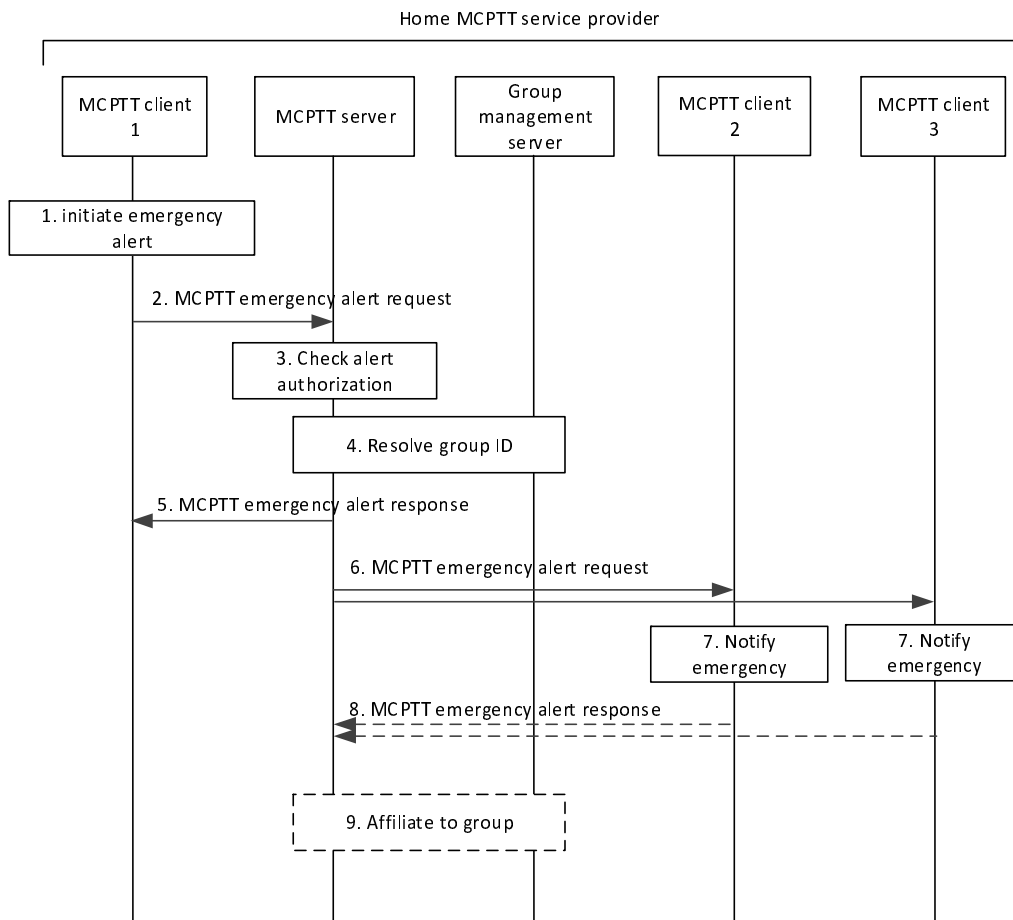 Home MCPTT service provider
MCPTT client
1
MCPTT server
Group
management
server
MCPTT client
2
MCPTT client
3
1. initiate emergency
alert
2. MCPTT emergency alert request
3. Check alert
authorization
4. Resolve group ID
5. MCPTT emergency alert response
6. MCPTT emergency alert request
7. Notify
emergency
7. Notify
emergency
8. MCPTT emergency alert response
9. Affiliate to group